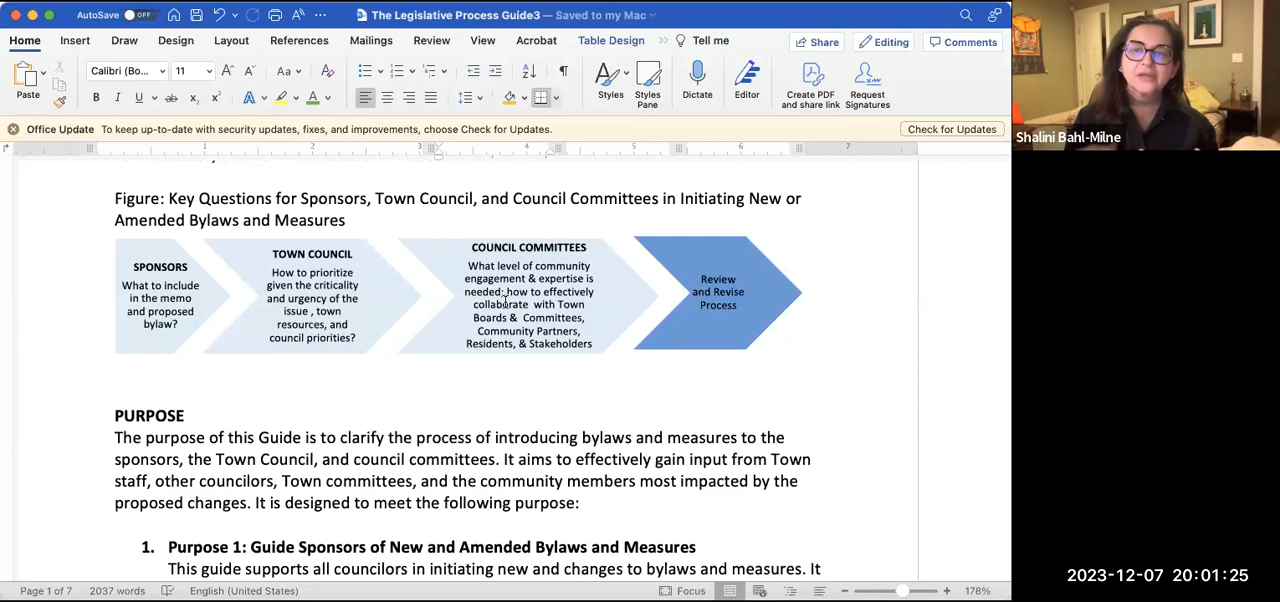 AutoSave OFF The Legislative Process Guide3 — Saved to my Mac
Home Insert Draw Design Layout References Mailings Review View Acrobat Table Design Tell me Share Editing Comments
Paste Calibri (Bo... 11 Aa Styles Styles Pane Dictate Editor Create PDF and share link Request Signatures
Office Update To keep up-to-date with security updates, fixes, and improvements, choose Check for Updates. Check for Updates
Shalini Bahl-Milne
1 2 3 4 5 6 7
Figure: Key Questions for Sponsors, Town Council, and Council Committees in Initiating New or
Amended Bylaws and Measures
SPONSORS
What to include
in the memo
and proposed
bylaw?
TOWN COUNCIL
How to prioritize
given the criticality
and urgency of the
issue , town
resources, and
council priorities?
COUNCIL COMMITTEES
What level of community
engagement & expertise is
needed; how to effectively
collaborate with Town
Boards & Committees,
Community Partners,
Residents, & Stakeholders
Review
and Revise
Process
PURPOSE
The purpose of this Guide is to clarify the process of introducing bylaws and measures to the
sponsors, the Town Council, and council committees. It aims to effectively gain input from Town
staff, other councilors, Town committees, and the community members most impacted by the
proposed changes. It is designed to meet the following purpose:
1. Purpose 1: Guide Sponsors of New and Amended Bylaws and Measures
This guide supports all councilors in initiating new and changes to bylaws and measures. It
Page 1 of 7 2037 words English (United States) Focus 178%
2023-12-07 20:01:25